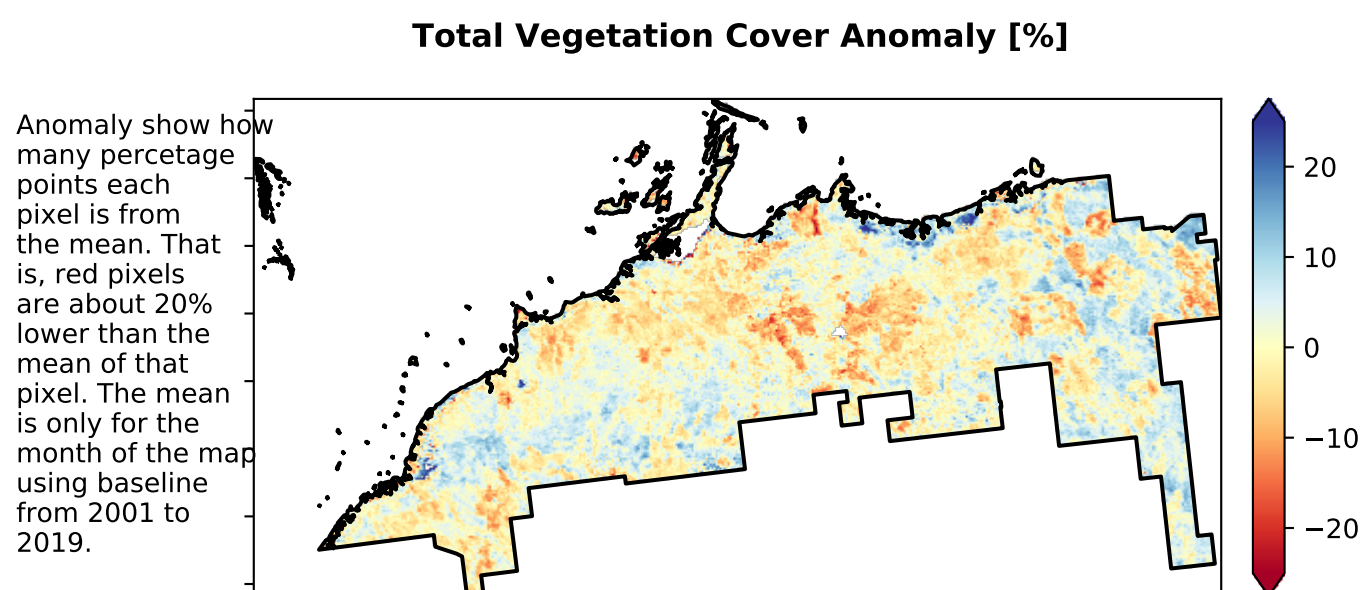 Total Vegetation Cover Anomaly [%]
Anomaly show how
many percetage
points each
pixel is from
the mean. That
is, red pixels
are about 20%
lower than the
mean of that
pixel. The mean
is only for the
month of the map
using baseline
from 2001 to
2019.
20
10
0
−10
−20